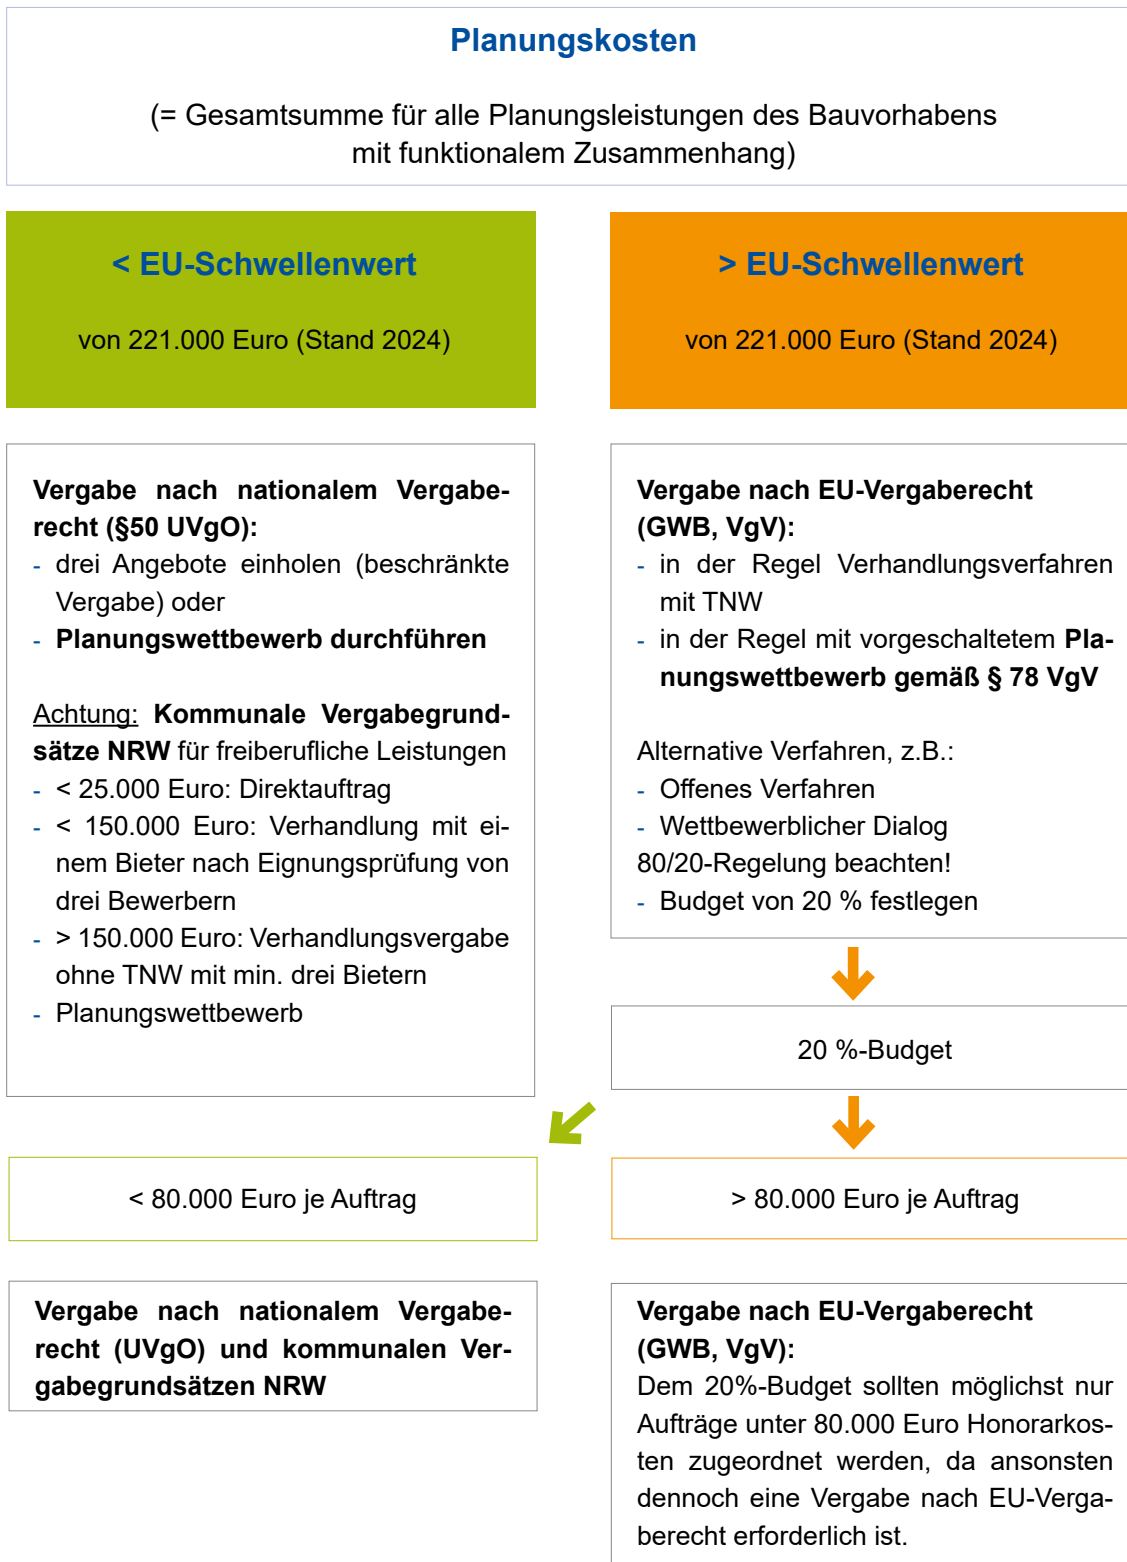 Planungskosten
(= Gesamtsumme für alle Planungsleistungen des Bauvorhabens
mit funktionalem Zusammenhang)
< EU-Schwellenwert
von 221.000 Euro (Stand 2024)
> EU-Schwellenwert
von 221.000 Euro (Stand 2024)
Vergabe nach nationalem Vergabe-
recht (§50 UVgO):
- drei Angebote einholen (beschränkte
Vergabe) oder
- Planungswettbewerb durchführen
Achtung: Kommunale Vergabegrund-
sätze NRW für freiberufliche Leistungen
- < 25.000 Euro: Direktauftrag
- < 150.000 Euro: Verhandlung mit ei-
nem Bieter nach Eignungsprüfung von
drei Bewerbern
- > 150.000 Euro: Verhandlungsvergabe
ohne TNW mit min. drei Bietern
- Planungswettbewerb
Vergabe nach EU-Vergaberecht
(GWB, VgV):
- in der Regel Verhandlungsverfahren
mit TNW
- in der Regel mit vorgeschaltetem Pla-
nungswettbewerb gemäß § 78 VgV
Alternative Verfahren, z.B.:
- Offenes Verfahren
- Wettbewerblicher Dialog
80/20-Regelung beachten!
- Budget von 20 % festlegen
20 %-Budget
< 80.000 Euro je Auftrag
> 80.000 Euro je Auftrag
Vergabe nach nationalem Vergabe-
recht (UVgO) und kommunalen Ver-
gabegrundsätzen NRW
Vergabe nach EU-Vergaberecht
(GWB, VgV):
Dem 20%-Budget sollten möglichst nur
Aufträge unter 80.000 Euro Honorarkos-
ten zugeordnet werden, da ansonsten
dennoch eine Vergabe nach EU-Verga-
berecht erforderlich ist.